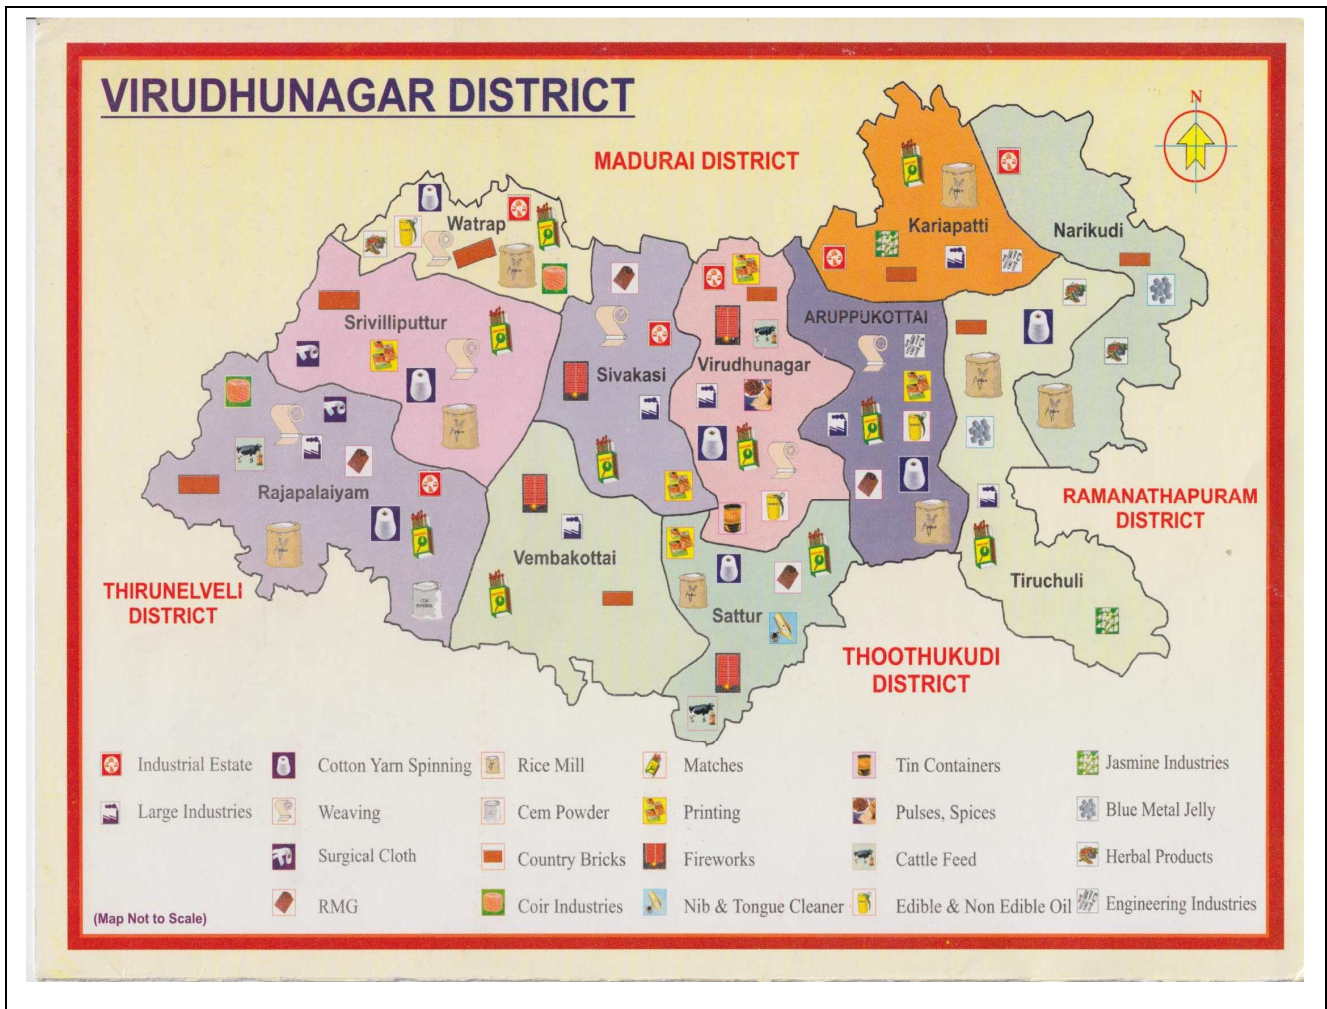 VIRUDHUNAGAR DISTRICT
N
MADURAI DISTRICT
Watrap
Kariapatti
Narikudi
Srivilliputtur
ARUPPUKOTTAI
Sivakasi
Virudhunagar
Rajapalaiyam
RAMANATHAPURAM
DISTRICT
Vembakottai
Tiruchuli
THIRUNELVELI
DISTRICT
Sattur
THOOTHUKUDI
DISTRICT
Industrial Estate
Large Industries
Cotton Yarn Spinning
Weaving
Surgical Cloth
RMG
Rice Mill
Cem Powder
Country Bricks
Coir Industries
Matches
Printing
Fireworks
Nib & Tongue Cleaner
Tin Containers
Pulses, Spices
Cattle Feed
Edible & Non Edible Oil
Jasmine Industries
Blue Metal Jelly
Herbal Products
Engineering Industries
(Map Not to Scale)